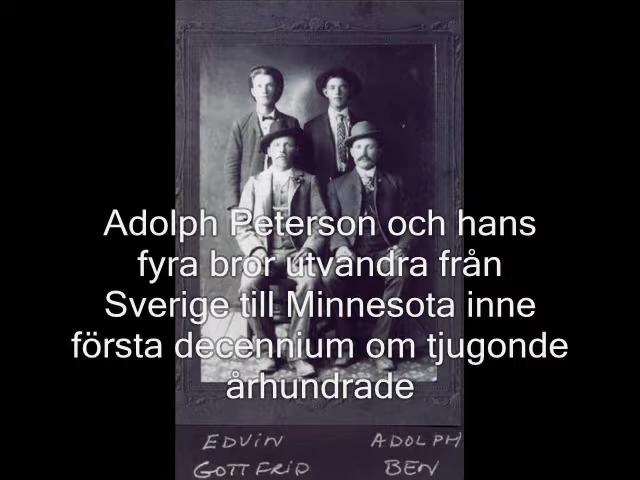 Adolph Peterson och hans
fyra bror utvandra från
Sverige till Minnesota inne
första decennium om tjugonde
århundrade
EDVIN ADOLPH
GOTTFRID BEN